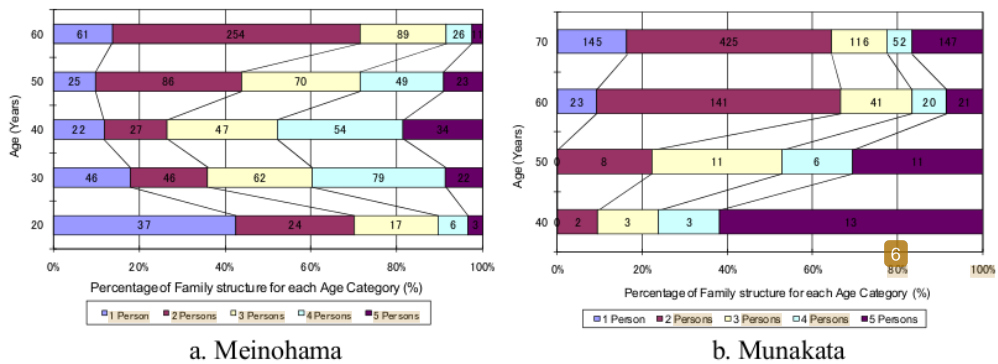 60 61 254 89 26 11
50 25 86 70 49 23
40 22 27 47 54 34
30 46 46 62 79 22
20 37 24 17 6 3
Age (Years)
0% 20% 40% 60% 80% 100%
Percentage of Family structure for each Age Category (%)
1 Person 2 Persons 3 Persons 4 Persons 5 Persons
a. Meinohama
70 145 425 116 52 147
60 23 141 41 20 21
50 0 8 11 6 11
40 0 2 3 3 13
Age (Years)
6
0% 20% 40% 60% 80% 100%
Percentage of Family structure for each Age Category (%)
1 Person 2 Persons 3 Persons 4 Persons 5 Persons
b. Munakata